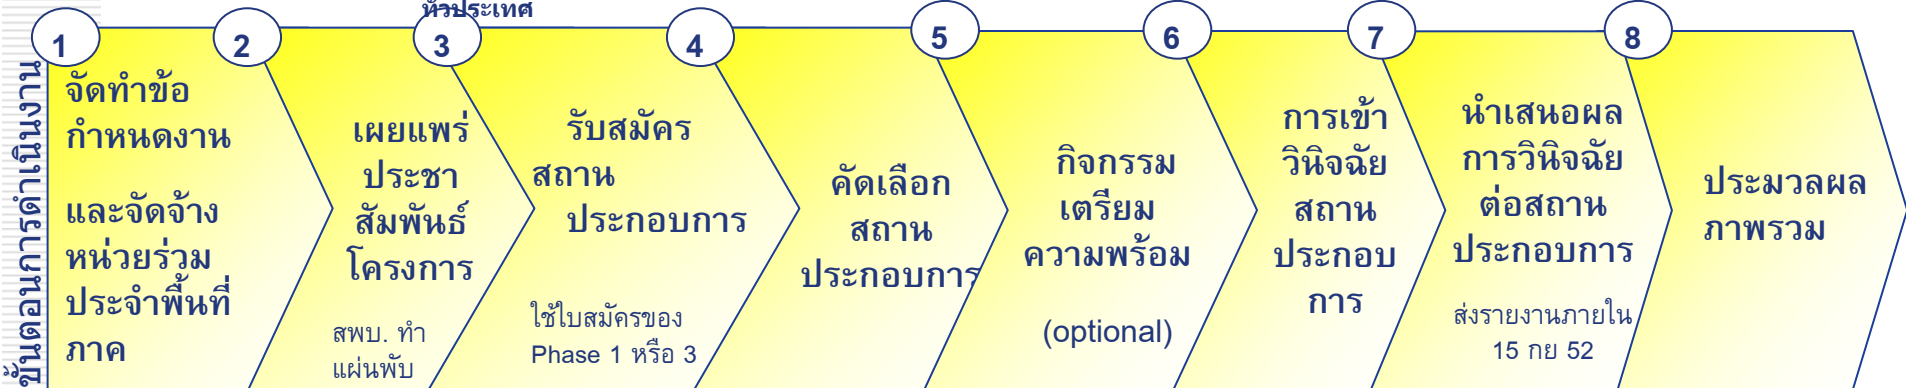 ทั่วประเทศ
ขั้นตอนการดำเนินงาน
1
จัดทำข้อ
กำหนดงาน
และจัดจ้าง
หน่วยร่วม
ประจำพื้นที่
ภาค
2
เผยแพร่
ประชา
สัมพันธ์
โครงการ
สพบ. ทำ
แผ่นพับ
3
รับสมัคร
สถาน
ประกอบการ
ใช้ใบสมัครของ
Phase 1 หรือ 3
4
คัดเลือก
สถาน
ประกอบการ
5
กิจกรรม
เตรียม
ความพร้อม
(optional)
6
การเข้า
วินิจฉัย
สถาน
ประกอบ
การ
7
นำเสนอผล
การวินิจฉัย
ต่อสถาน
ประกอบการ
ส่งรายงานภายใน
15 กย 52
8
ประมวลผล
ภาพรวม